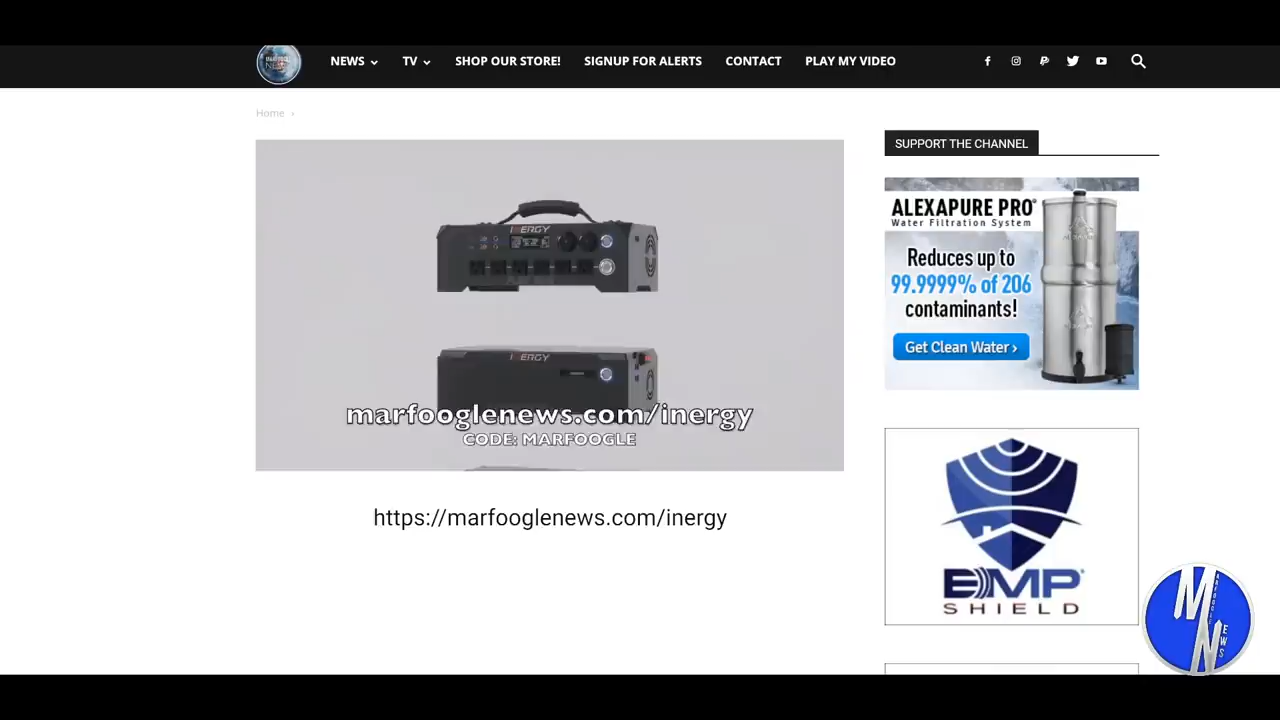 NEWS
TV
SHOP OUR STORE!
SIGNUP FOR ALERTS
CONTACT
PLAY MY VIDEO
Home ›
INERGY
INERGY
marfooglenews.com/inergy
CODE: MARFOOGLE
https://marfooglenews.com/inergy
SUPPORT THE CHANNEL
ALEXAPURE PRO®
Water Filtration System
Reduces up to
99.9999% of 206
contaminants!
Get Clean Water ›
EMP
SHIELD
MN